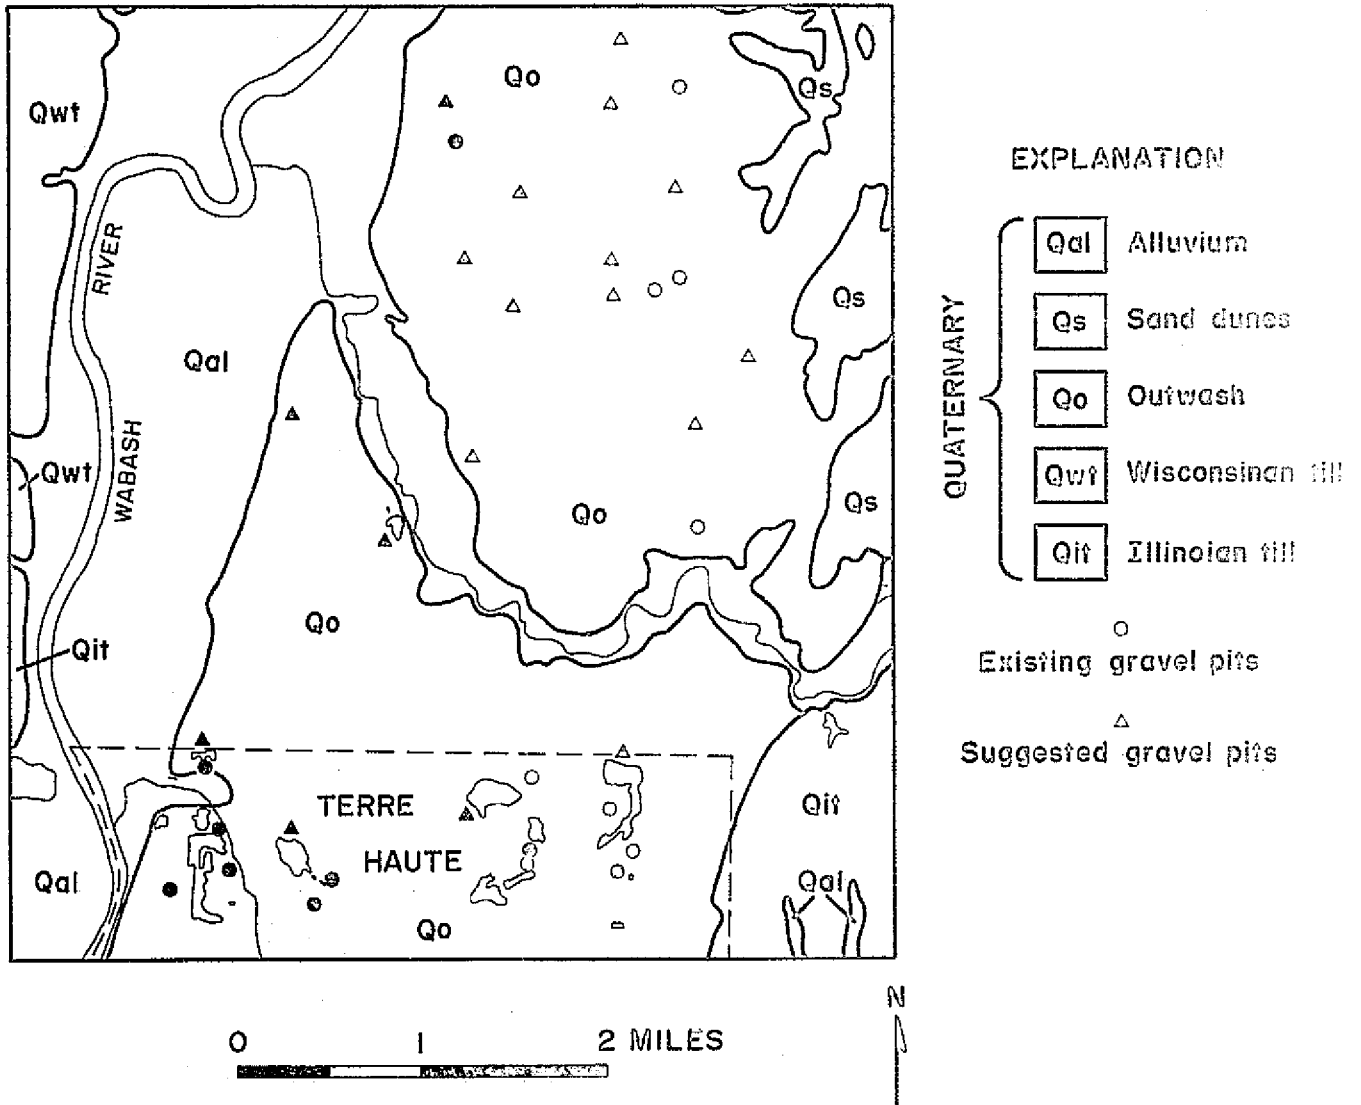 Qo
Qs
Qwt
EXPLANATION
Qal Alluvium
RIVER
Qs
Qs Sand dunes
Qal
QUATERNARY
Qo Outwash
WABASH
Qwt
Qwt Wisconsinan till
Qs
Qo
Qit Illinoian till
Qo
Qit
Existing gravel pits
Suggested gravel pits
TERRE
HAUTE
Qit
Qal
Qal
Qo
N
0 1 2 MILES